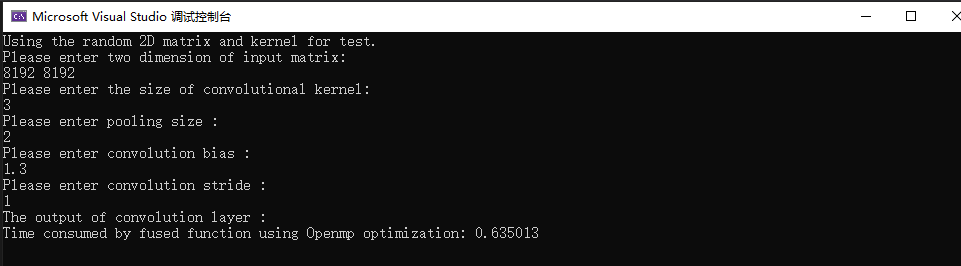 C:\ Microsoft Visual Studio 调试控制台
Using the random 2D matrix and kernel for test.
Please enter two dimension of input matrix:
8192 8192
Please enter the size of convolutional kernel:
3
Please enter pooling size :
2
Please enter convolution bias :
1.3
Please enter convolution stride :
1
The output of convolution layer :
Time consumed by fused function using Openmp optimization: 0.635013